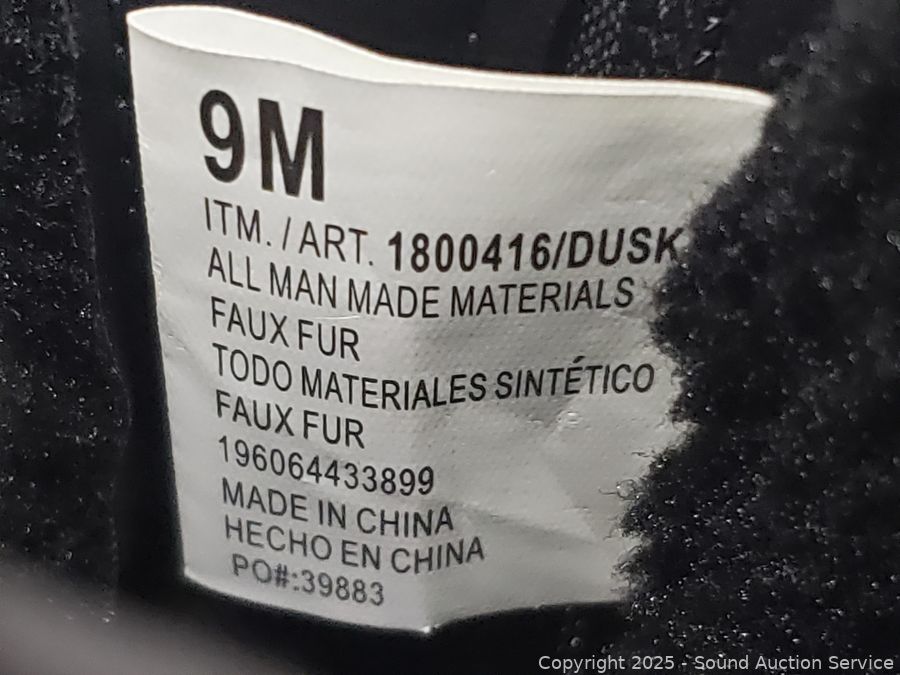 9M
ITM. / ART. 1800416/DUSK
ALL MAN MADE MATERIALS
FAUX FUR
TODO MATERIALES SINTÉTICO
FAUX FUR
196064433899
MADE IN CHINA
HECHO EN CHINA
PO#:39883
Copyright 2025 - Sound Auction Service